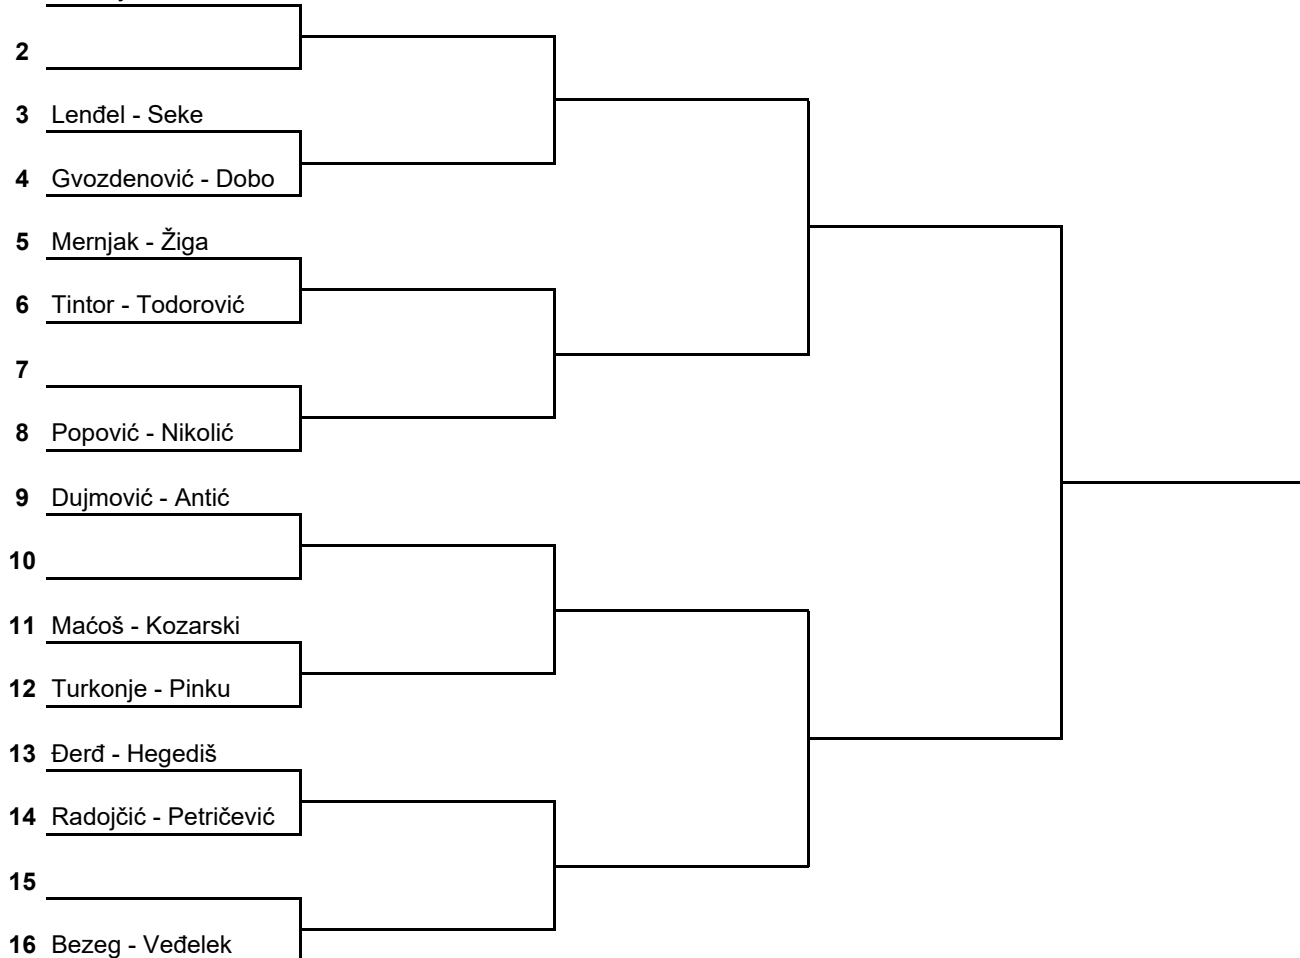 2
3 Lenđel - Seke
4 Gvozdenović - Dobo
5 Mernjak - Žiga
6 Tintor - Todorović
7
8 Popović - Nikolić
9 Dujmović - Antić
10
11 Maćoš - Kozarski
12 Turkonje - Pinku
13 Đerđ - Hegediš
14 Radojčić - Petričević
15
16 Bezeg - Veđelek